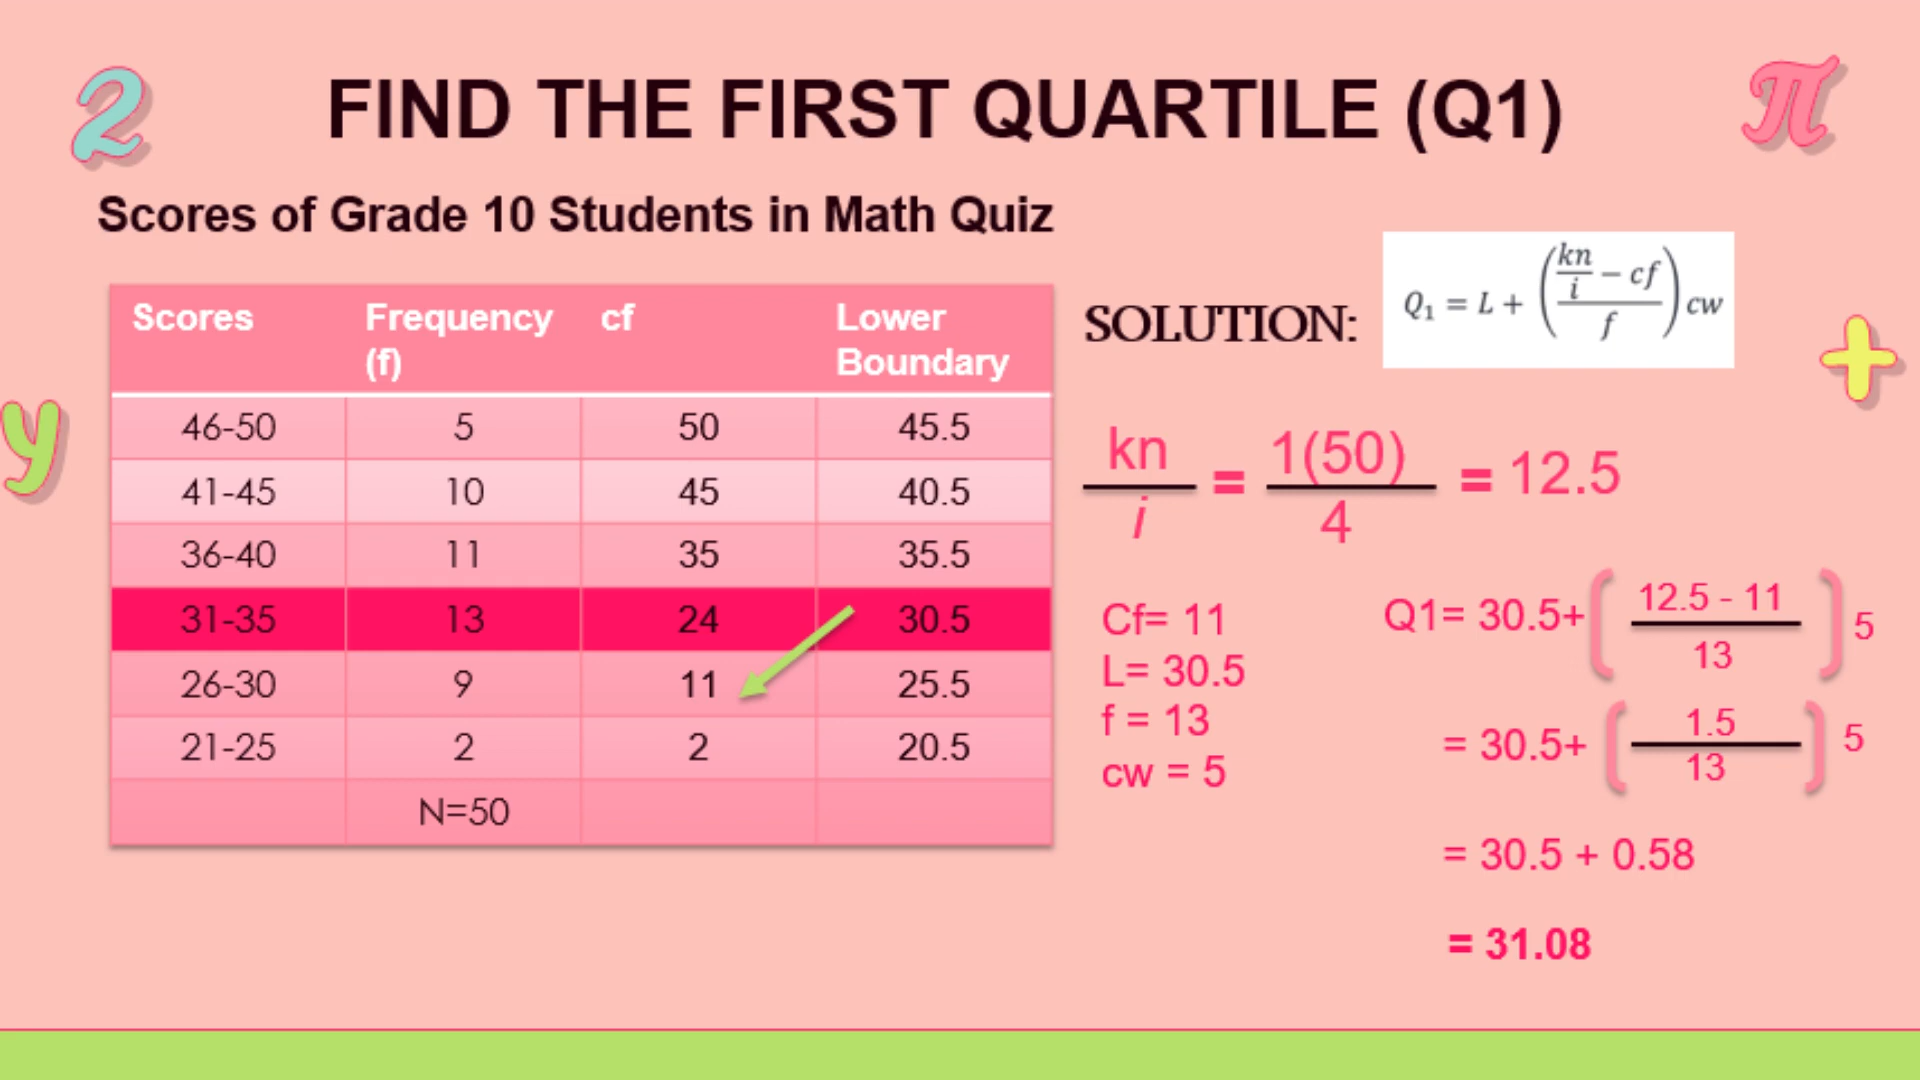 2
π
FIND THE FIRST QUARTILE (Q1)
Scores of Grade 10 Students in Math Quiz
Scores Frequency (f) cf Lower Boundary
46-50 5 50 45.5
41-45 10 45 40.5
36-40 11 35 35.5
31-35 13 24 30.5
26-30 9 11 25.5
21-25 2 2 20.5
N=50
y
+
SOLUTION:
Q₁ = L + ((kn/i − cf)/f) cw
kn/i = 1(50)/4 = 12.5
Cf= 11
L= 30.5
f = 13
cw = 5
Q1= 30.5+ (12.5 - 11 / 13) 5
= 30.5+ (1.5 / 13) 5
= 30.5 + 0.58
= 31.08